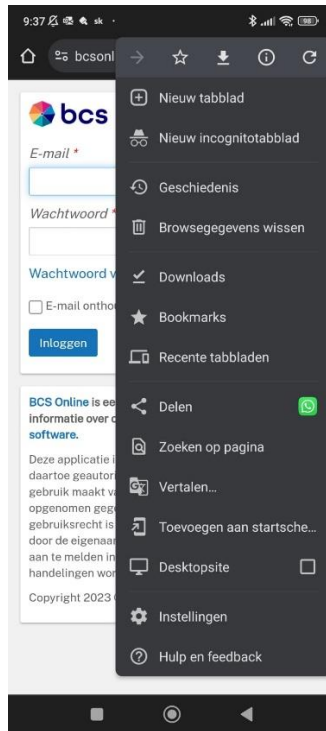 9:37 sk · 98
bcsonl
bcs
E-mail *
Wachtwoord *
Wachtwoord v
E-mail onthou
Inloggen
BCS Online is ee
informatie over o
software.
Deze applicatie i
daartoe geautori
gebruik maakt va
opgenomen gege
gebruiksrecht is
door de eigenaar
aan te melden in
handelingen wor
Copyright 2023
Nieuw tabblad
Nieuw incognitotabblad
Geschiedenis
Browsegegevens wissen
Downloads
Bookmarks
Recente tabbladen
Delen
Zoeken op pagina
Vertalen...
Toevoegen aan startsche...
Desktopsite
Instellingen
Hulp en feedback